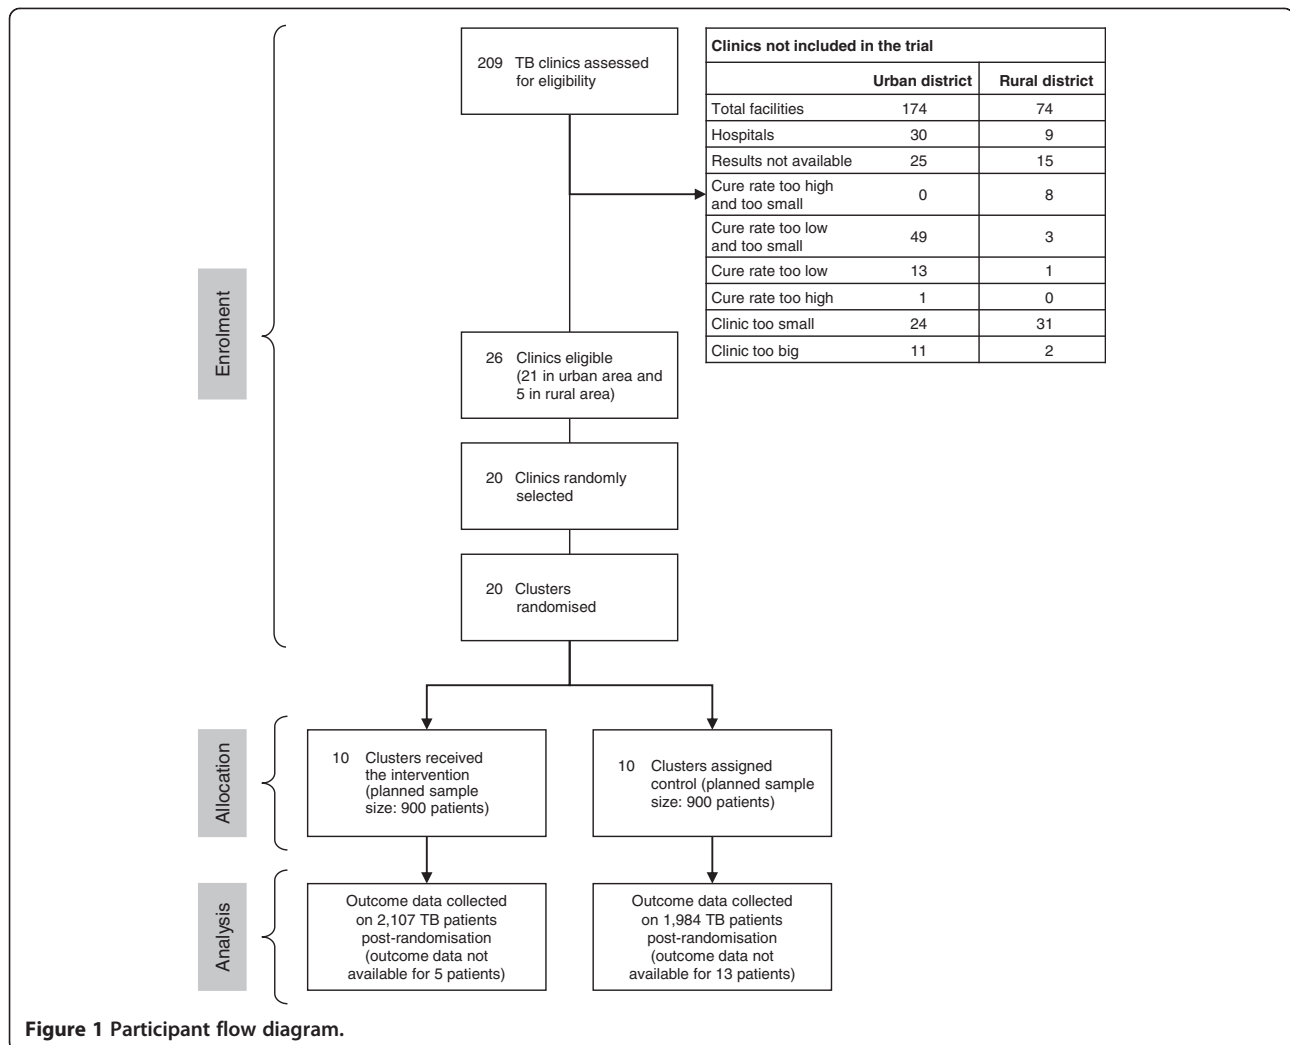 209 TB clinics assessed
for eligibility
Clinics not included in the trial
Urban district Rural district
Total facilities 174 74
Hospitals 30 9
Results not available 25 15
Cure rate too high
and too small 0 8
Cure rate too low
and too small 49 3
Cure rate too low 13 1
Cure rate too high 1 0
Clinic too small 24 31
Clinic too big 11 2
Enrolment
26 Clinics eligible
(21 in urban area and
5 in rural area)
20 Clinics randomly
selected
20 Clusters
randomised
Allocation
10 Clusters received
the intervention
(planned sample
size: 900 patients)
10 Clusters assigned
control (planned sample
size: 900 patients)
Analysis
Outcome data collected
on 2,107 TB patients
post-randomisation
(outcome data not
available for 5 patients)
Outcome data collected
on 1,984 TB patients
post-randomisation
(outcome data not
available for 13 patients)
Figure 1 Participant flow diagram.